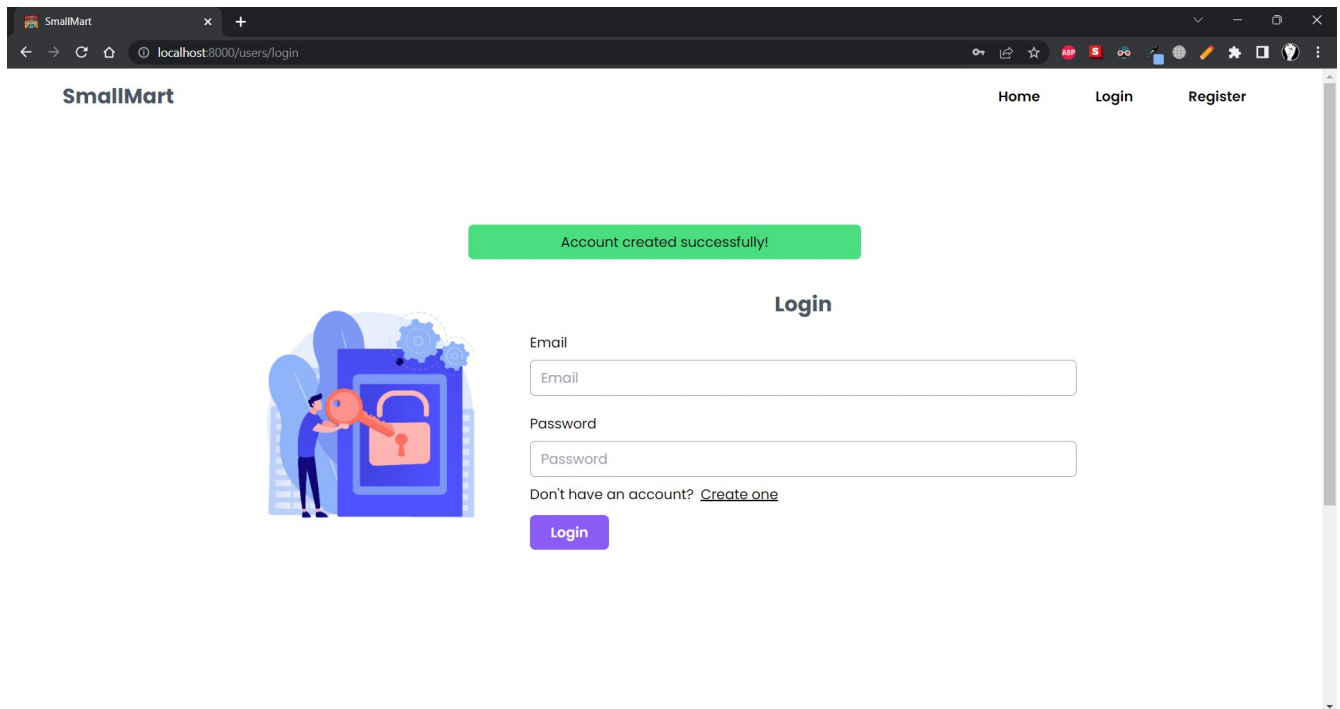 SmallMart
localhost:8000/users/login
ABP
S
SmallMart
Home Login Register
Account created successfully!
Login
Email
Email
Password
Password
Don't have an account? Create one
Login